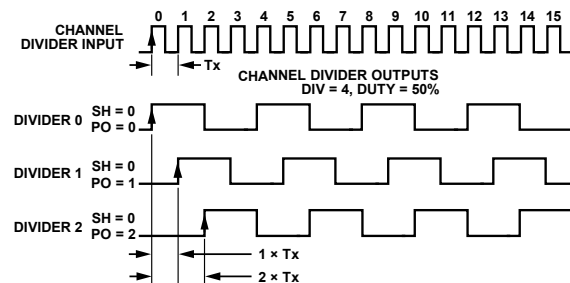 0 1 2 3 4 5 6 7 8 9 10 11 12 13 14 15
CHANNEL
DIVIDER INPUT
Tx
CHANNEL DIVIDER OUTPUTS
DIV = 4, DUTY = 50%
DIVIDER 0
SH = 0
PO = 0
DIVIDER 1
SH = 0
PO = 1
DIVIDER 2
SH = 0
PO = 2
1 × Tx
2 × Tx